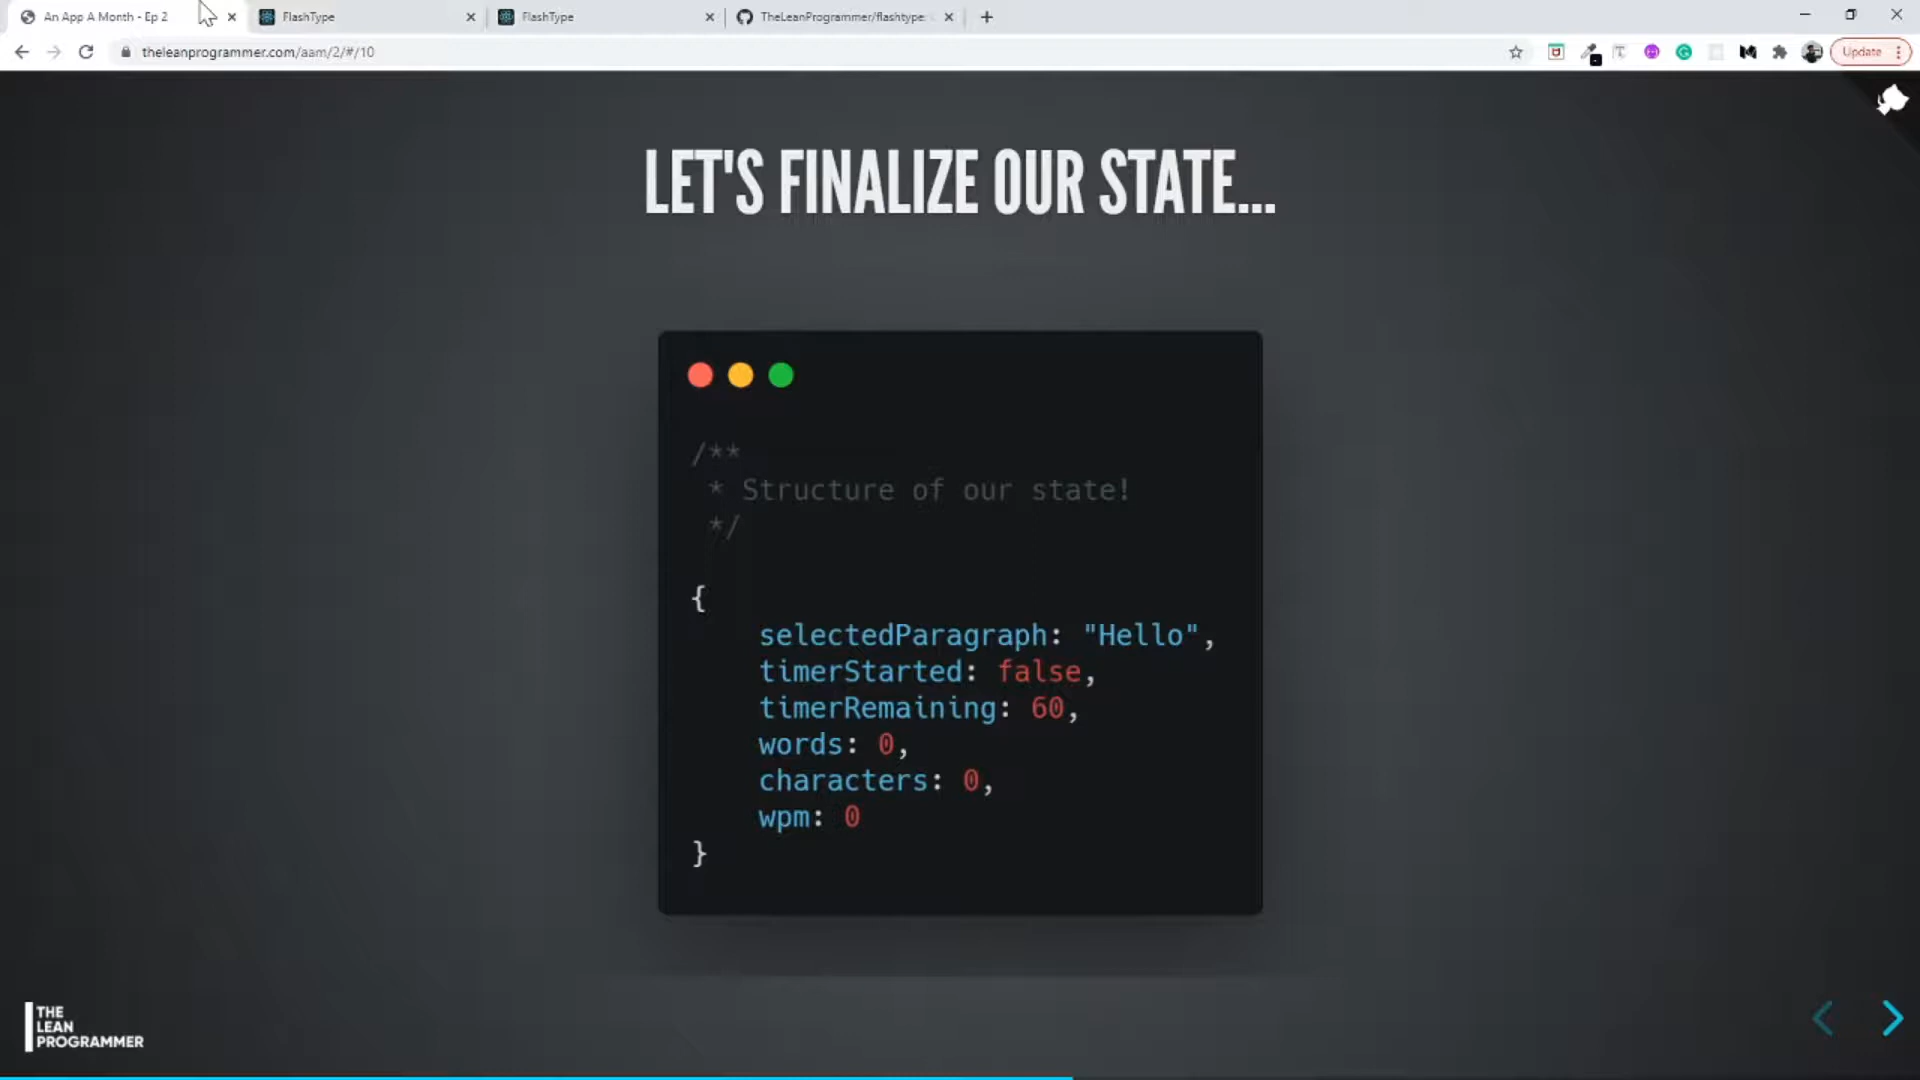 An App A Month - Ep 2
FlashType
FlashType
TheLeanProgrammer/flashtype:
theleanprogrammer.com/aam/2/#/10
Update
LET'S FINALIZE OUR STATE...
/**
* Structure of our state!
*/
{
selectedParagraph: "Hello",
timerStarted: false,
timerRemaining: 60,
words: 0,
characters: 0,
wpm: 0
}
THE
LEAN
PROGRAMMER